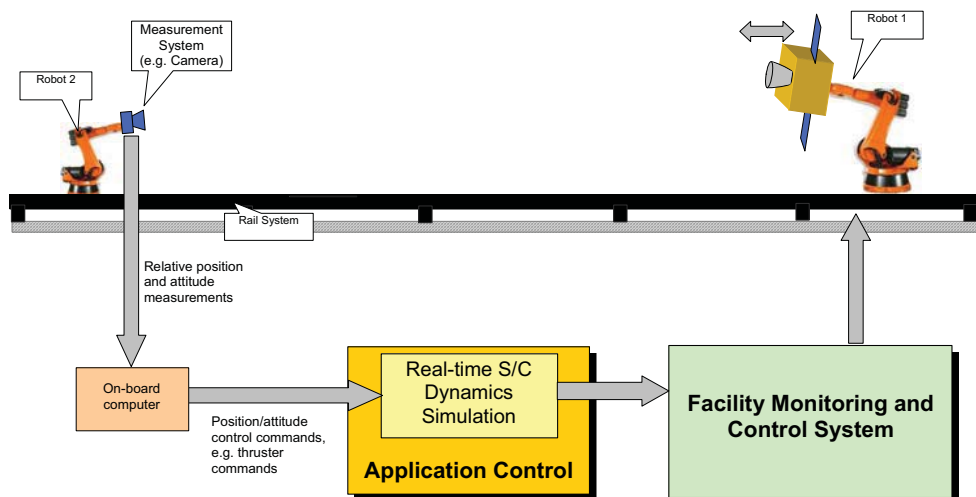 Measurement
System
(e.g. Camera)
Robot 1
Robot 2
Rail System
Relative position
and attitude
measurements
On-board
computer
Position/attitude
control commands,
e.g. thruster
commands
Real-time S/C
Dynamics
Simulation
Application Control
Facility Monitoring and
Control System